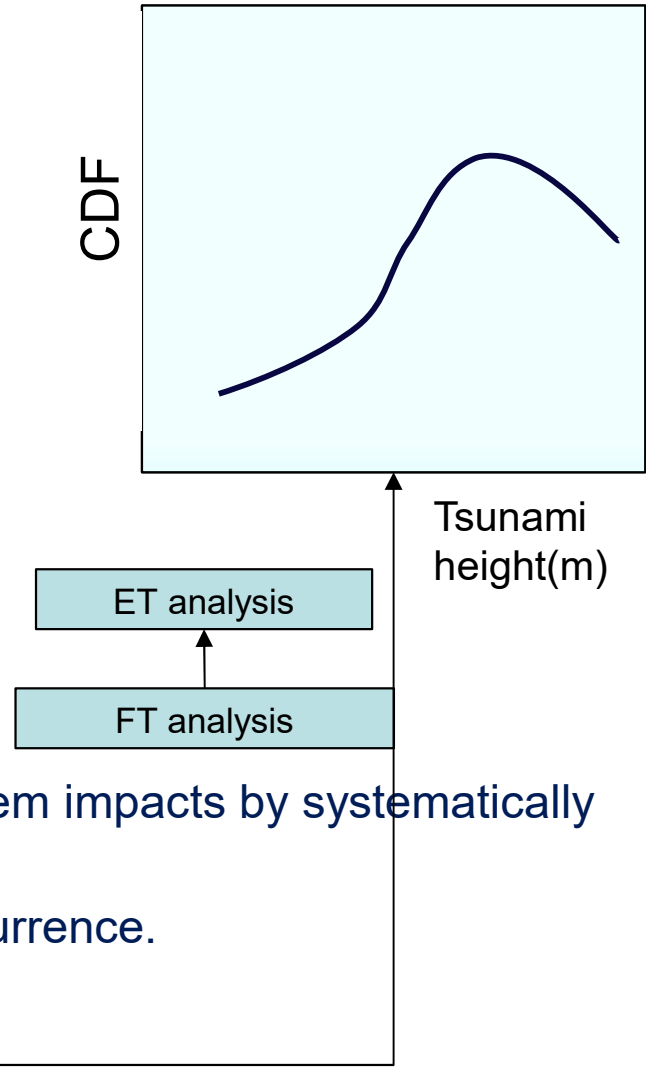 CDF
Tsunami
height(m)
ET analysis
FT analysis
em impacts by systematically
urrence.